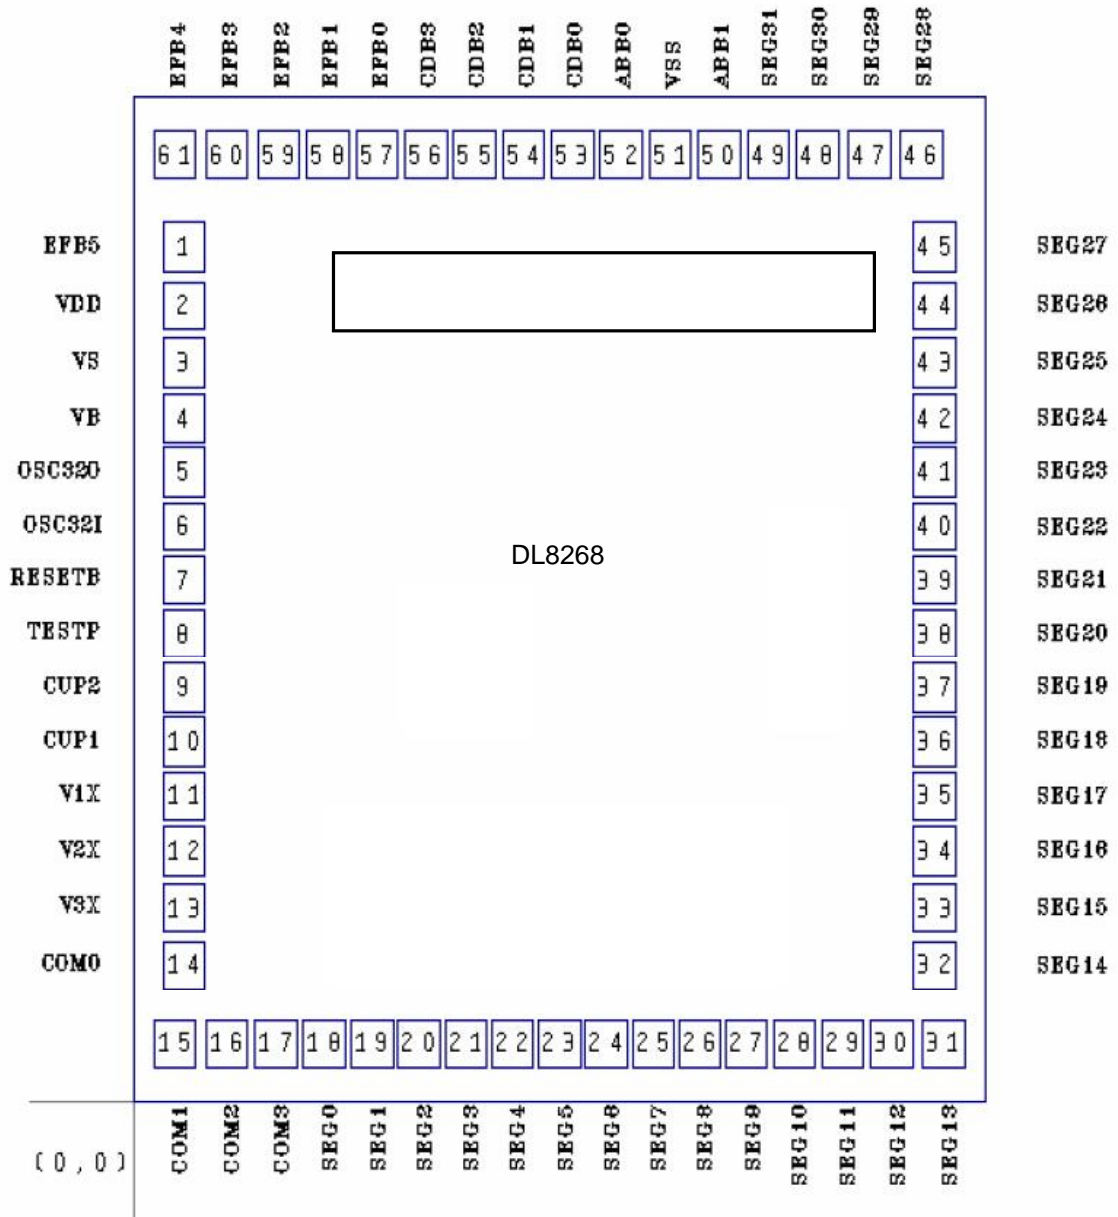 EFB4 EFB3 EFB2 EFB1 EFB0 CDB3 CDB2 CDB1 CDB0 ABB0 VSS ABB1 SEG31 SEG30 SEG29 SEG28
61 60 59 58 57 56 55 54 53 52 51 50 49 48 47 46
EFB5 1 45 SEG27
VDD 2 44 SEG26
VS 3 43 SEG25
VB 4 42 SEG24
OSC32O 5 41 SEG23
OSC32I 6 40 SEG22
DL8268
RESETB 7 39 SEG21
TESTP 8 38 SEG20
CUP2 9 37 SEG19
CUP1 10 36 SEG18
V1X 11 35 SEG17
V2X 12 34 SEG16
V3X 13 33 SEG15
COM0 14 32 SEG14
15 16 17 18 19 20 21 22 23 24 25 26 27 28 29 30 31
COM1 COM2 COM3 SEG0 SEG1 SEG2 SEG3 SEG4 SEG5 SEG6 SEG7 SEG8 SEG9 SEG10 SEG11 SEG12 SEG13
(0,0)